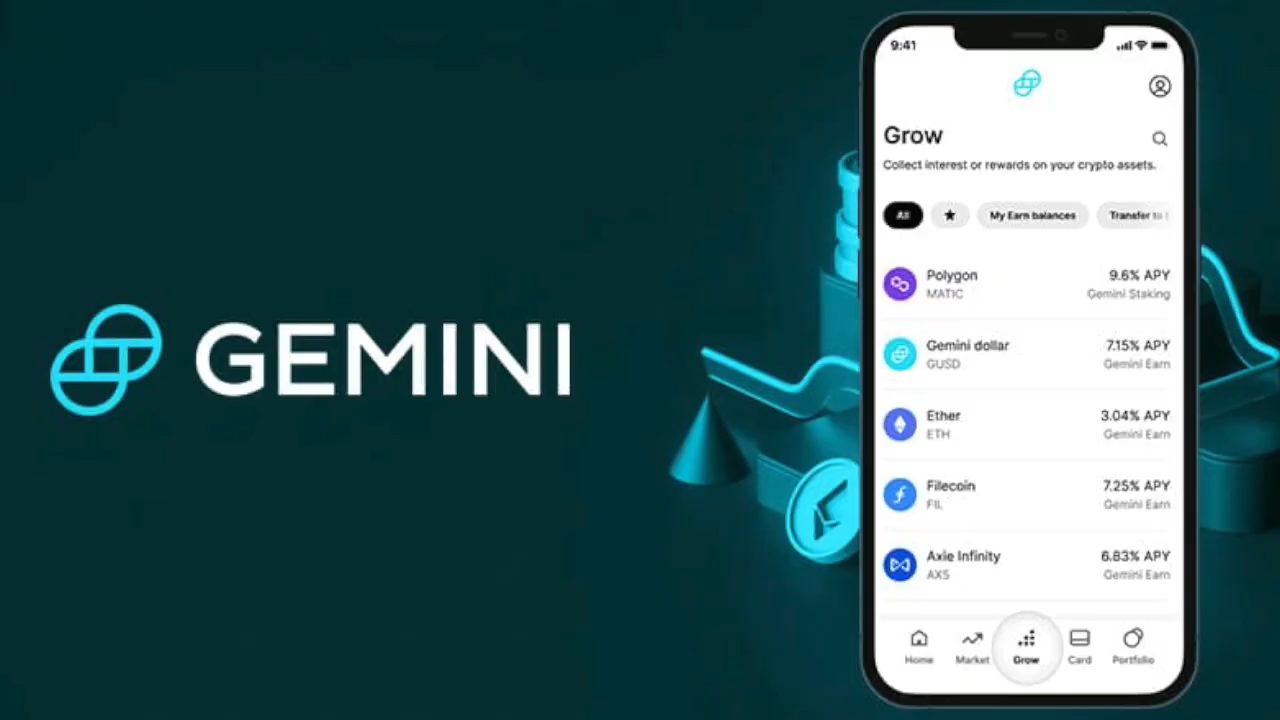 GEMINI
9:41
Grow
Collect interest or rewards on your crypto assets.
All ★ My Earn balances Transfer to
Polygon 9.6% APY
MATIC Gemini Staking
Gemini dollar 7.15% APY
GUSD Gemini Earn
Ether 3.04% APY
ETH Gemini Earn
Filecoin 7.25% APY
FIL Gemini Earn
Axie Infinity 6.83% APY
AXS Gemini Earn
Home Market Grow Card Portfolio